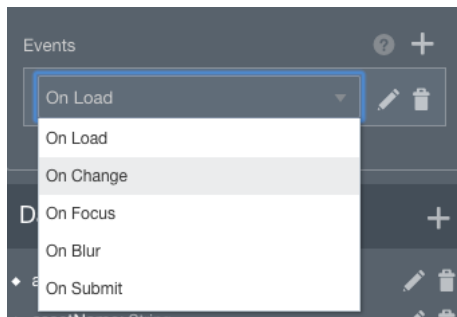 Events
?
On Load
On Load
On Change
On Focus
D
On Blur
a
On Submit